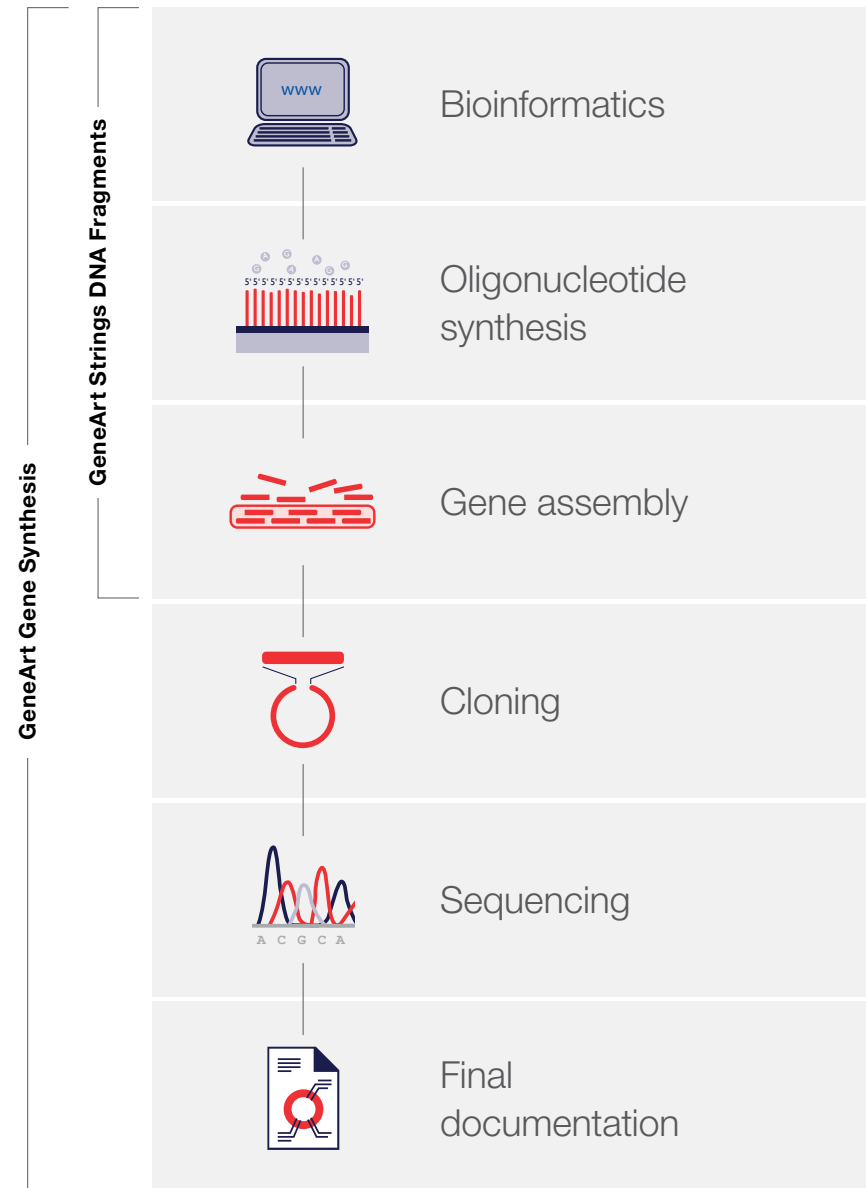 GeneArt Gene Synthesis
GeneArt Strings DNA Fragments
www
Bioinformatics
A G A
G A G G
5' 5' 5' 5' 5' 5' 5' 5' 5' 5' 5' 5' 5'
Oligonucleotide
synthesis
Gene assembly
Cloning
A C G C A
Sequencing
Final
documentation